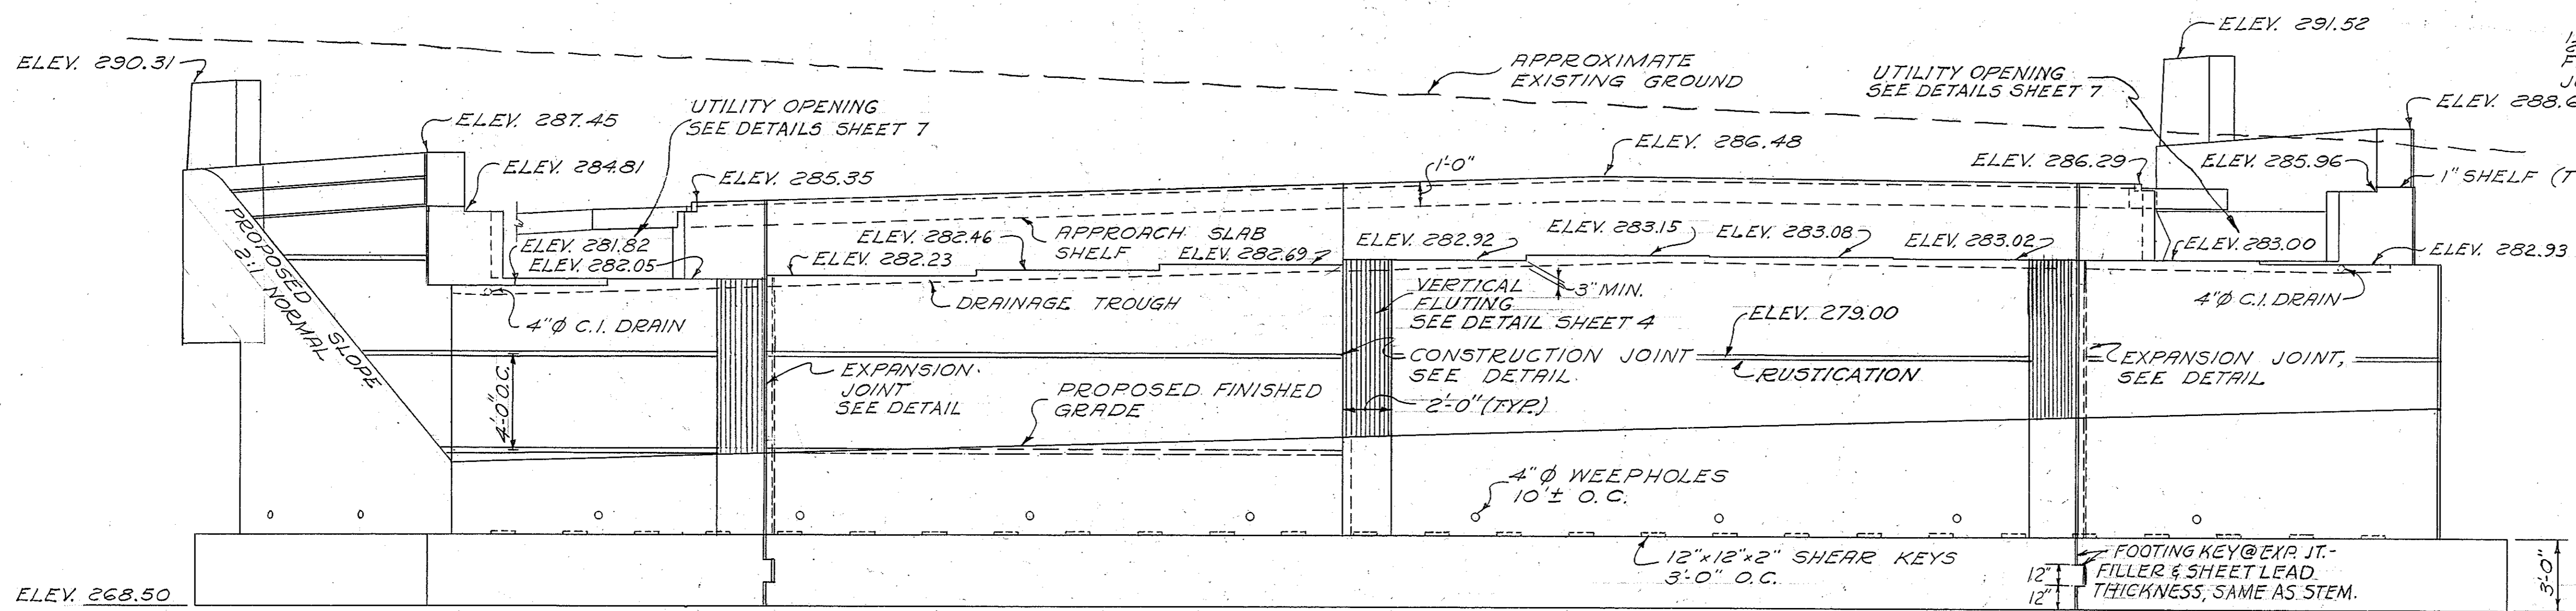 ELEV. 290.31
ELEV. 287.45
ELEV. 284.81
UTILITY OPENING
SEE DETAILS SHEET 7
ELEV. 285.35
APPROXIMATE
EXISTING GROUND
ELEV. 286.48
1'-0"
UTILITY OPENING
SEE DETAILS SHEET 7
ELEV. 291.52
ELEV. 288.6
ELEV. 286.29
ELEV. 285.96
1" SHELF (T
PROPOSED SLOPE
2:1 NORMAL
ELEV. 281.82
ELEV. 282.05
ELEV. 282.46
ELEV. 282.23
APPROACH SLAB
SHELF
ELEV. 282.69
ELEV. 282.92
ELEV. 283.15
ELEV. 283.08
ELEV. 283.02
ELEV. 283.00
ELEV. 282.93
4"Ø C.I. DRAIN
DRAINAGE TROUGH
VERTICAL
FLUTING
SEE DETAIL SHEET 4
3" MIN.
ELEV. 279.00
4"Ø C.I. DRAIN
4'-0" O.C.
EXPANSION
JOINT
SEE DETAIL
PROPOSED FINISHED
GRADE
CONSTRUCTION JOINT
SEE DETAIL.
2'-0" (TYP.)
RUSTICATION
EXPANSION JOINT,
SEE DETAIL
4" Ø WEEPHOLES
10'± O.C.
12"x12"x2" SHEAR KEYS
3'-0" O.C.
FOOTING KEY @ EXP. JT.-
FILLER & SHEET LEAD
THICKNESS, SAME AS STEM.
12"
12"
3'-0"
ELEV. 268.50